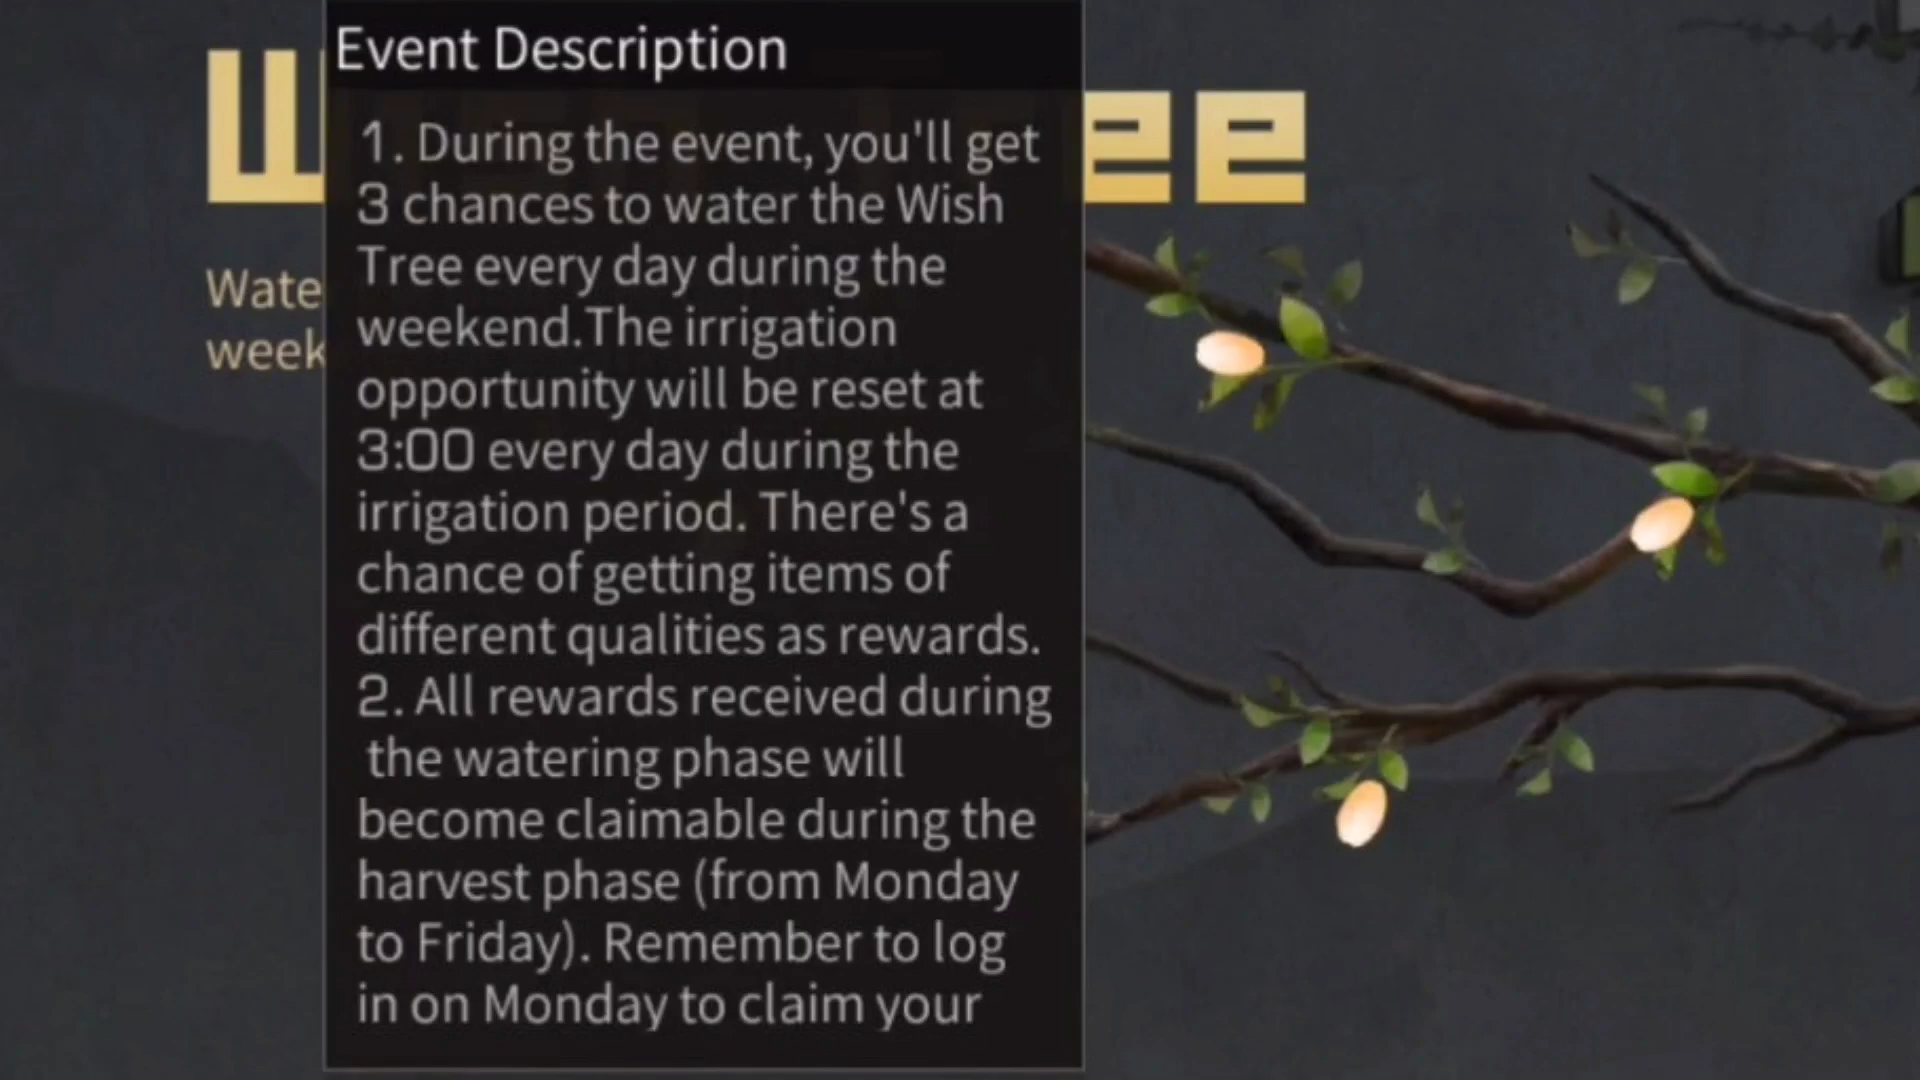 Event Description
W ee
1. During the event, you'll get
3 chances to water the Wish
Tree every day during the
Wate
weekend.The irrigation
week
opportunity will be reset at
3:00 every day during the
irrigation period. There's a
chance of getting items of
different qualities as rewards.
2. All rewards received during
the watering phase will
become claimable during the
harvest phase (from Monday
to Friday). Remember to log
in on Monday to claim your